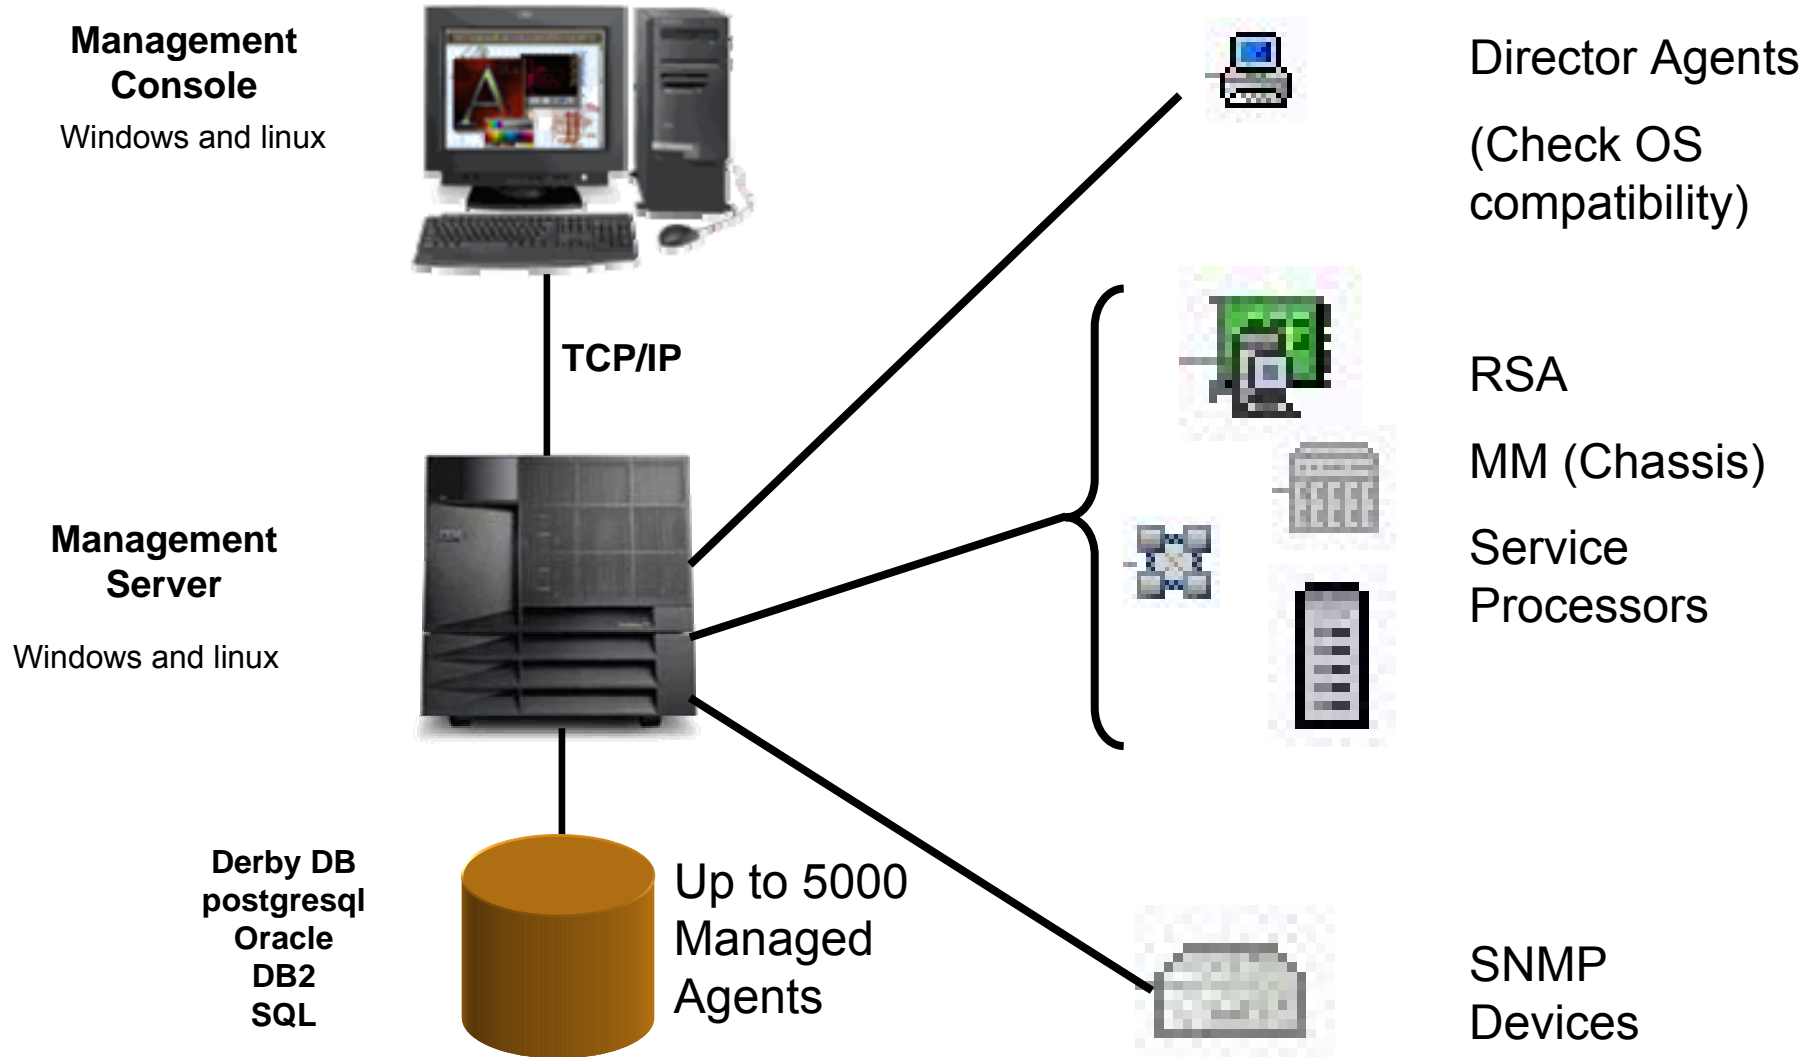 Management
Console
Windows and linux
TCP/IP
Management
Server
Windows and linux
Derby DB
postgresql
Oracle
DB2
SQL
Up to 5000
Managed
Agents
Director Agents
(Check OS
compatibility)
RSA
MM (Chassis)
Service
Processors
SNMP
Devices